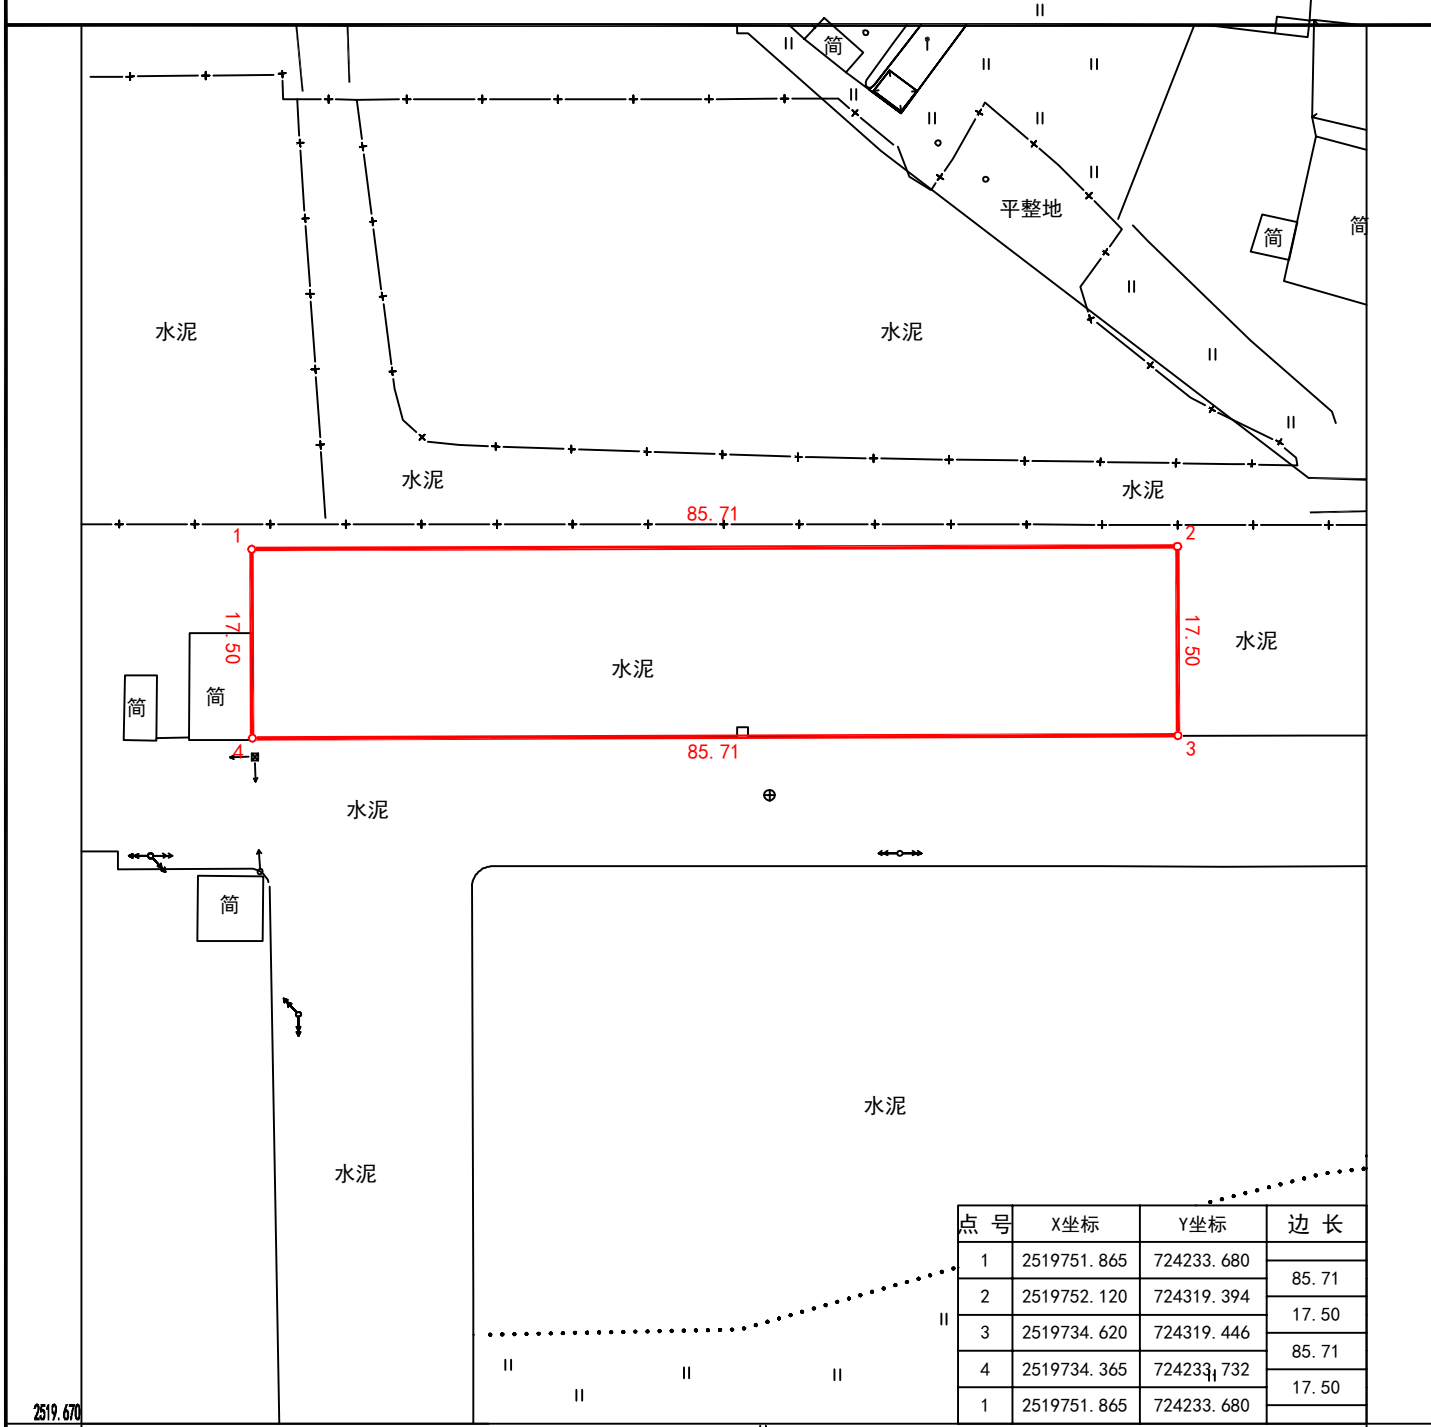 简
平整地
简
简
水泥
水泥
水泥
水泥
85.71
1
2
17.50
17.50
水泥
水泥
简
简
4
85.71
3
水泥
简
水泥
水泥
点 号 X坐标 Y坐标 边 长
1 2519751.865 724233.680
85.71
2 2519752.120 724319.394
17.50
3 2519734.620 724319.446
85.71
4 2519734.365 724233.732
17.50
1 2519751.865 724233.680
2519.670